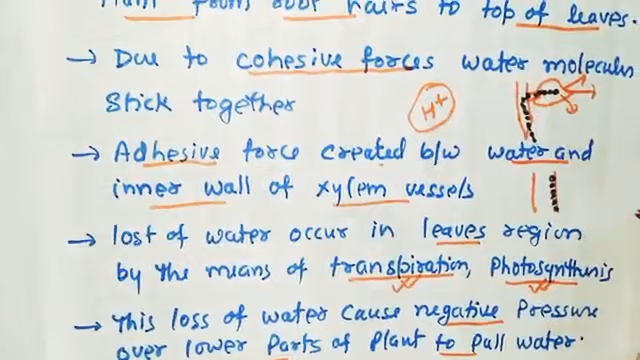 Plant from root hairs to top of leaves.
→ Due to cohesive forces water molecules
stick together
H+
→ Adhesive force created b/w water and
inner wall of xylem vessels
→ lost of water occur in leaves region
by the means of transpiration, Photosynthesis
→ This loss of water cause negative Pressure
over lower Parts of Plant to Pull water.